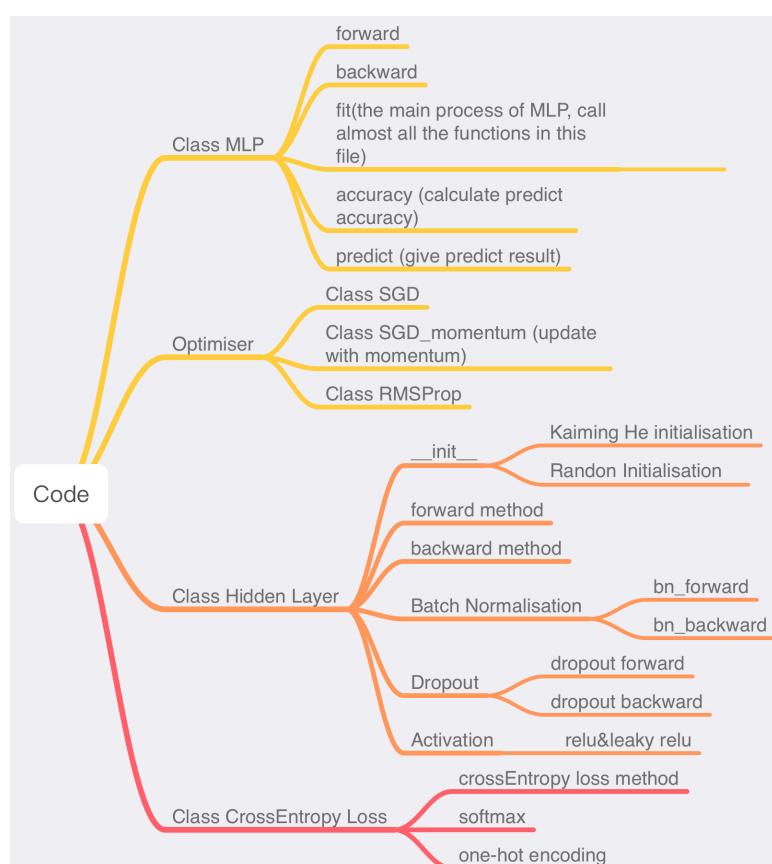 forward
backward
fit(the main process of MLP, call
almost all the functions in this
file)
Class MLP
accuracy (calculate predict
accuracy)
predict (give predict result)
Class SGD
Optimiser
Class SGD_momentum (update
with momentum)
Class RMSProp
Code
__init__
Kaiming He initialisation
Randon Initialisation
forward method
backward method
Class Hidden Layer
Batch Normalisation
bn_forward
bn_backward
Dropout
dropout forward
dropout backward
Activation
relu&leaky relu
Class CrossEntropy Loss
crossEntropy loss method
softmax
one-hot encoding